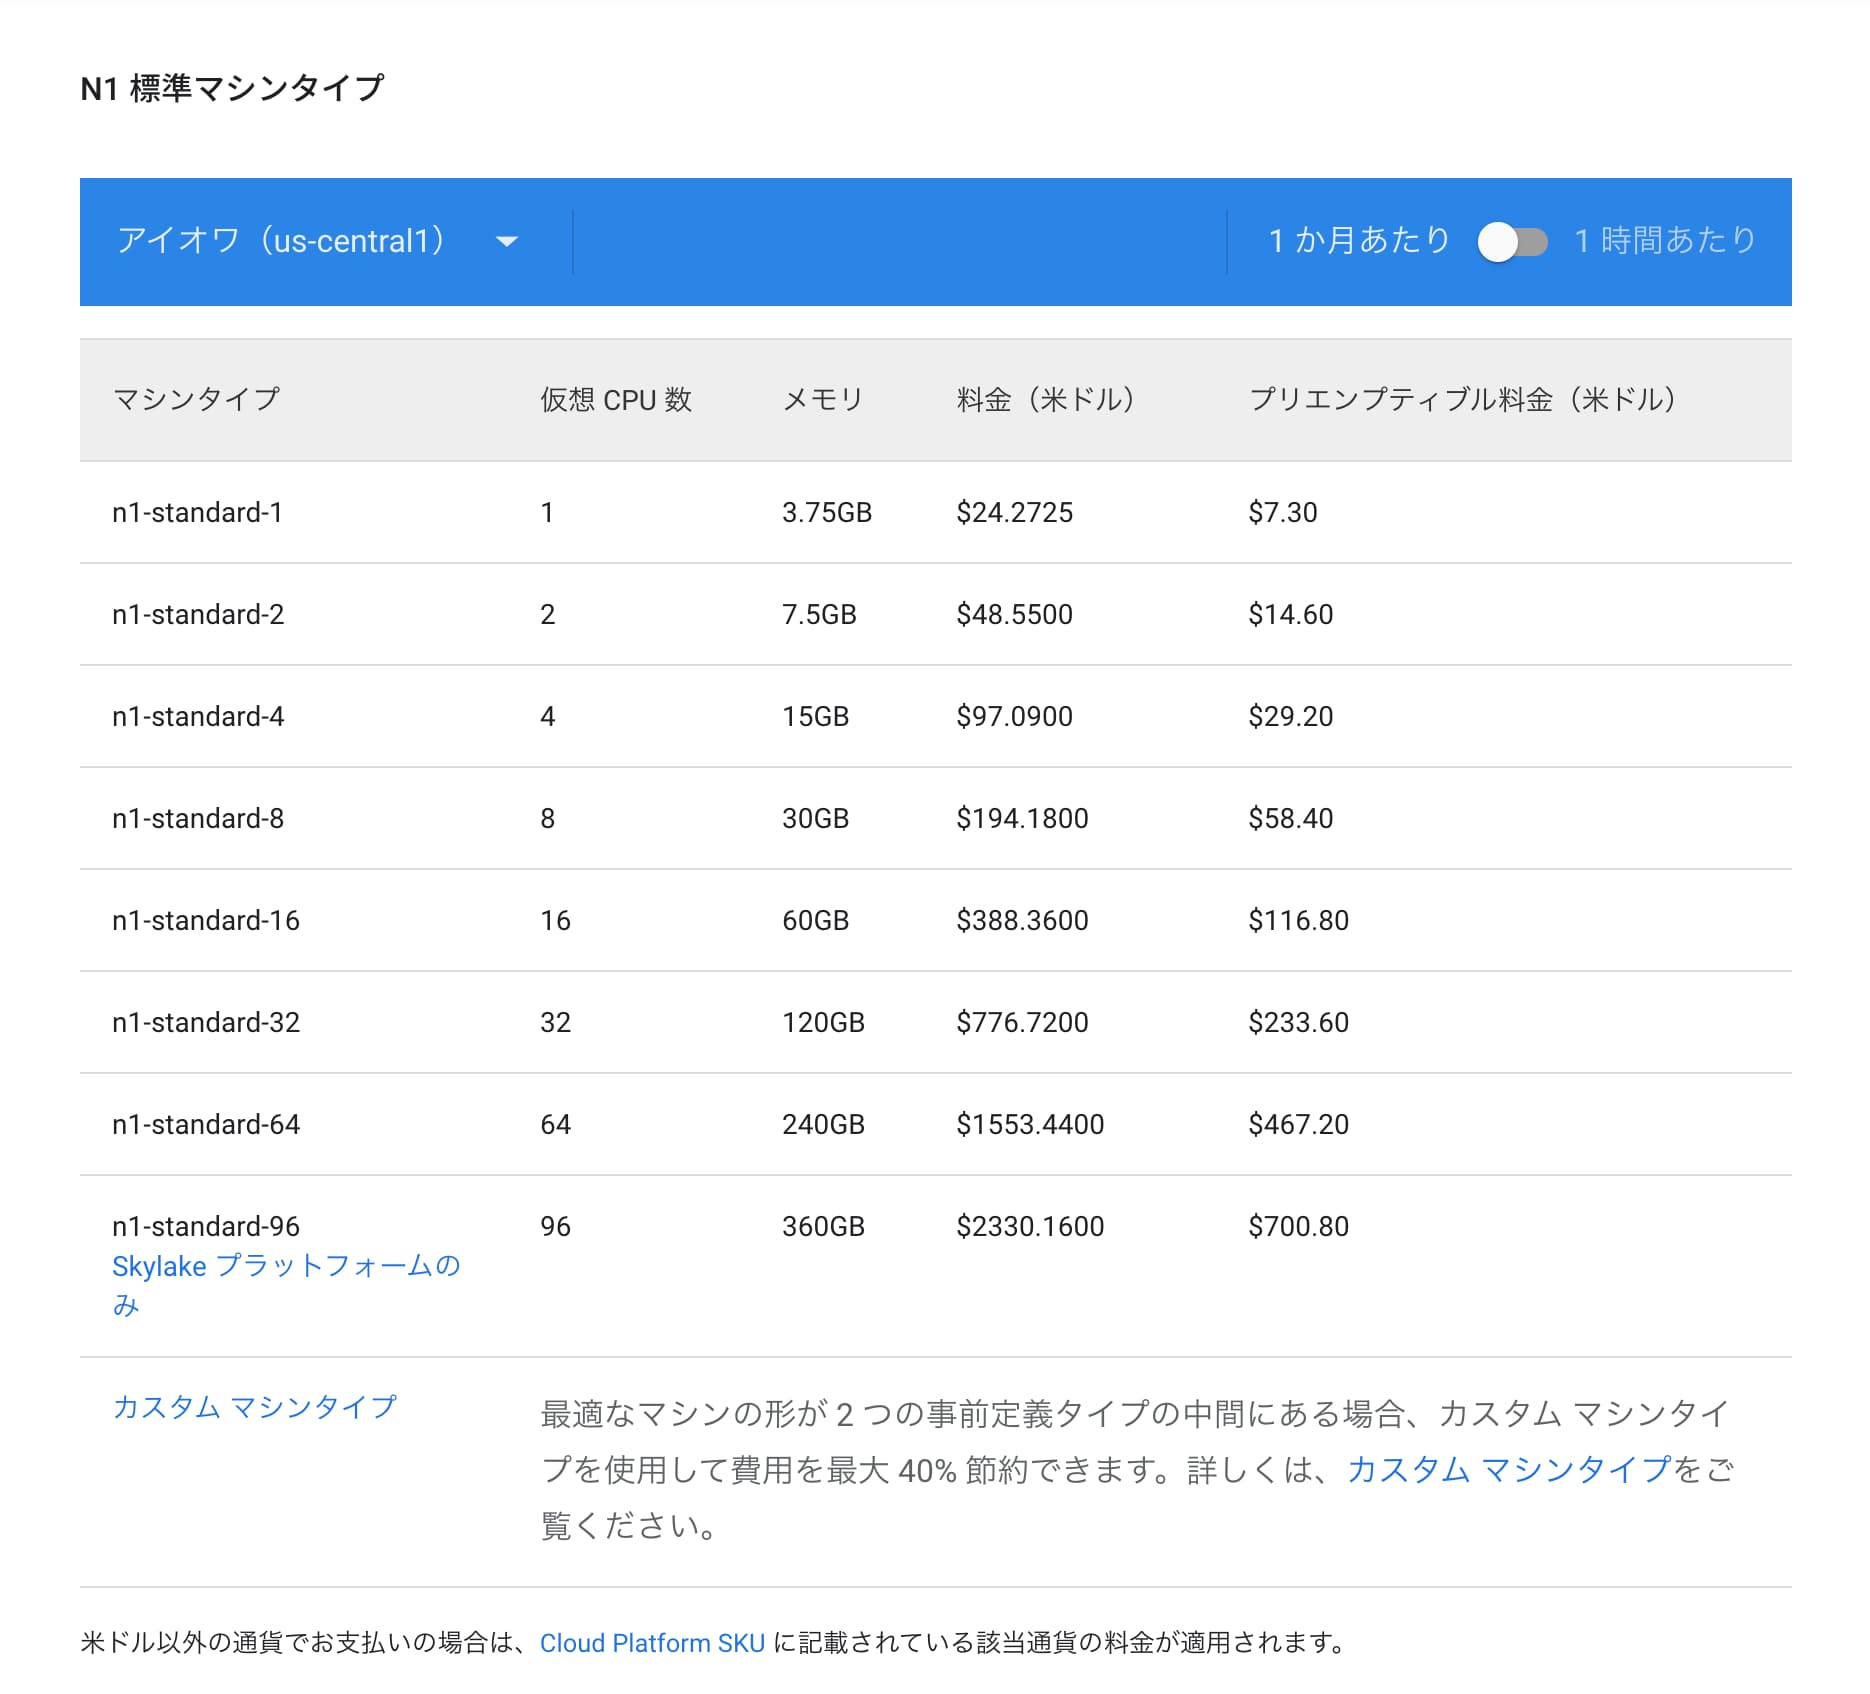 N1 標準マシンタイプ
アイオワ（us-central1） 1 か月あたり 1 時間あたり
マシンタイプ 仮想 CPU 数 メモリ 料金（米ドル） プリエンプティブル料金（米ドル）
n1-standard-1 1 3.75GB $24.2725 $7.30
n1-standard-2 2 7.5GB $48.5500 $14.60
n1-standard-4 4 15GB $97.0900 $29.20
n1-standard-8 8 30GB $194.1800 $58.40
n1-standard-16 16 60GB $388.3600 $116.80
n1-standard-32 32 120GB $776.7200 $233.60
n1-standard-64 64 240GB $1553.4400 $467.20
n1-standard-96 96 360GB $2330.1600 $700.80
Skylake プラットフォームの
み
カスタム マシンタイプ 最適なマシンの形が 2 つの事前定義タイプの中間にある場合、カスタム マシンタイ
プを使用して費用を最大 40% 節約できます。詳しくは、カスタム マシンタイプをご
覧ください。
米ドル以外の通貨でお支払いの場合は、Cloud Platform SKU に記載されている該当通貨の料金が適用されます。